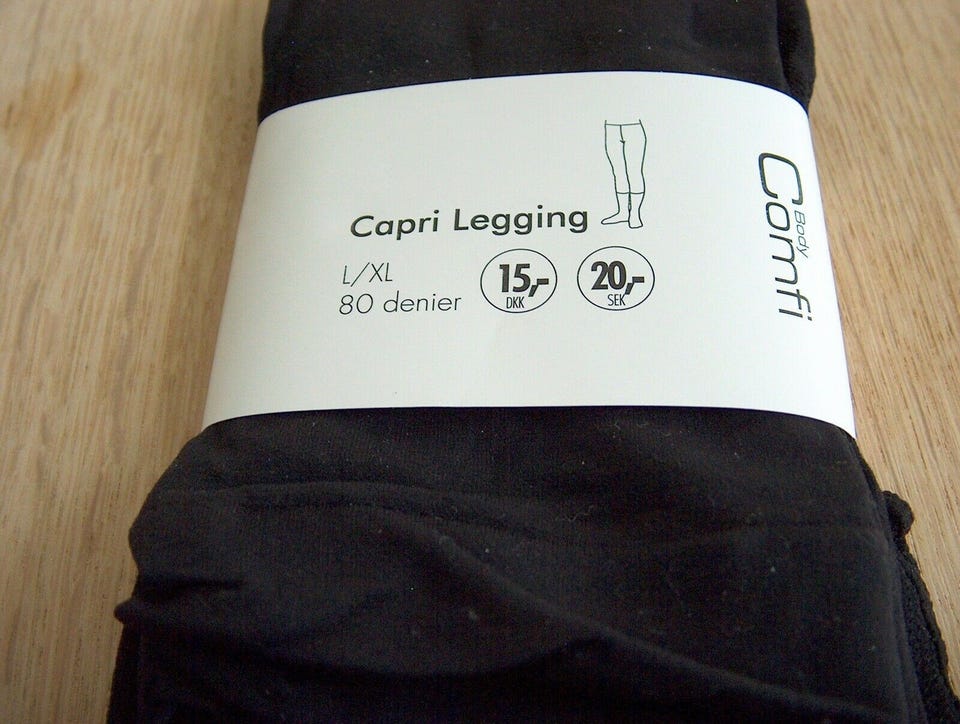 Capri Legging
L/XL
80 denier
15,-
DKK
20,-
SEK
Body
Comfi